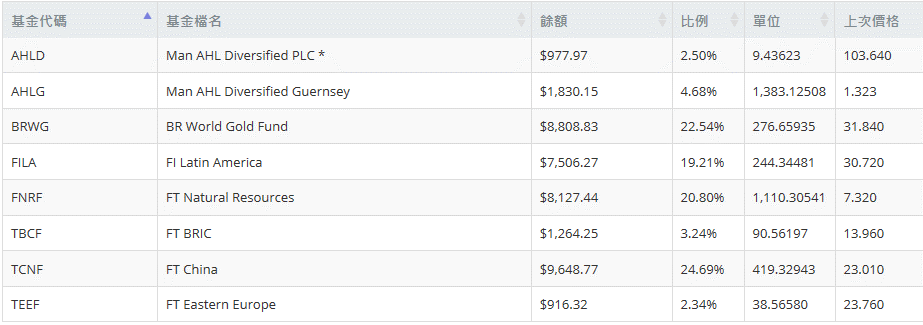 基金代碼 基金檔名 餘額 比例 單位 上次價格
AHLD Man AHL Diversified PLC * $977.97 2.50% 9.43623 103.640
AHLG Man AHL Diversified Guernsey $1,830.15 4.68% 1,383.12508 1.323
BRWG BR World Gold Fund $8,808.83 22.54% 276.65935 31.840
FILA FI Latin America $7,506.27 19.21% 244.34481 30.720
FNRF FT Natural Resources $8,127.44 20.80% 1,110.30541 7.320
TBCF FT BRIC $1,264.25 3.24% 90.56197 13.960
TCNF FT China $9,648.77 24.69% 419.32943 23.010
TEEF FT Eastern Europe $916.32 2.34% 38.56580 23.760